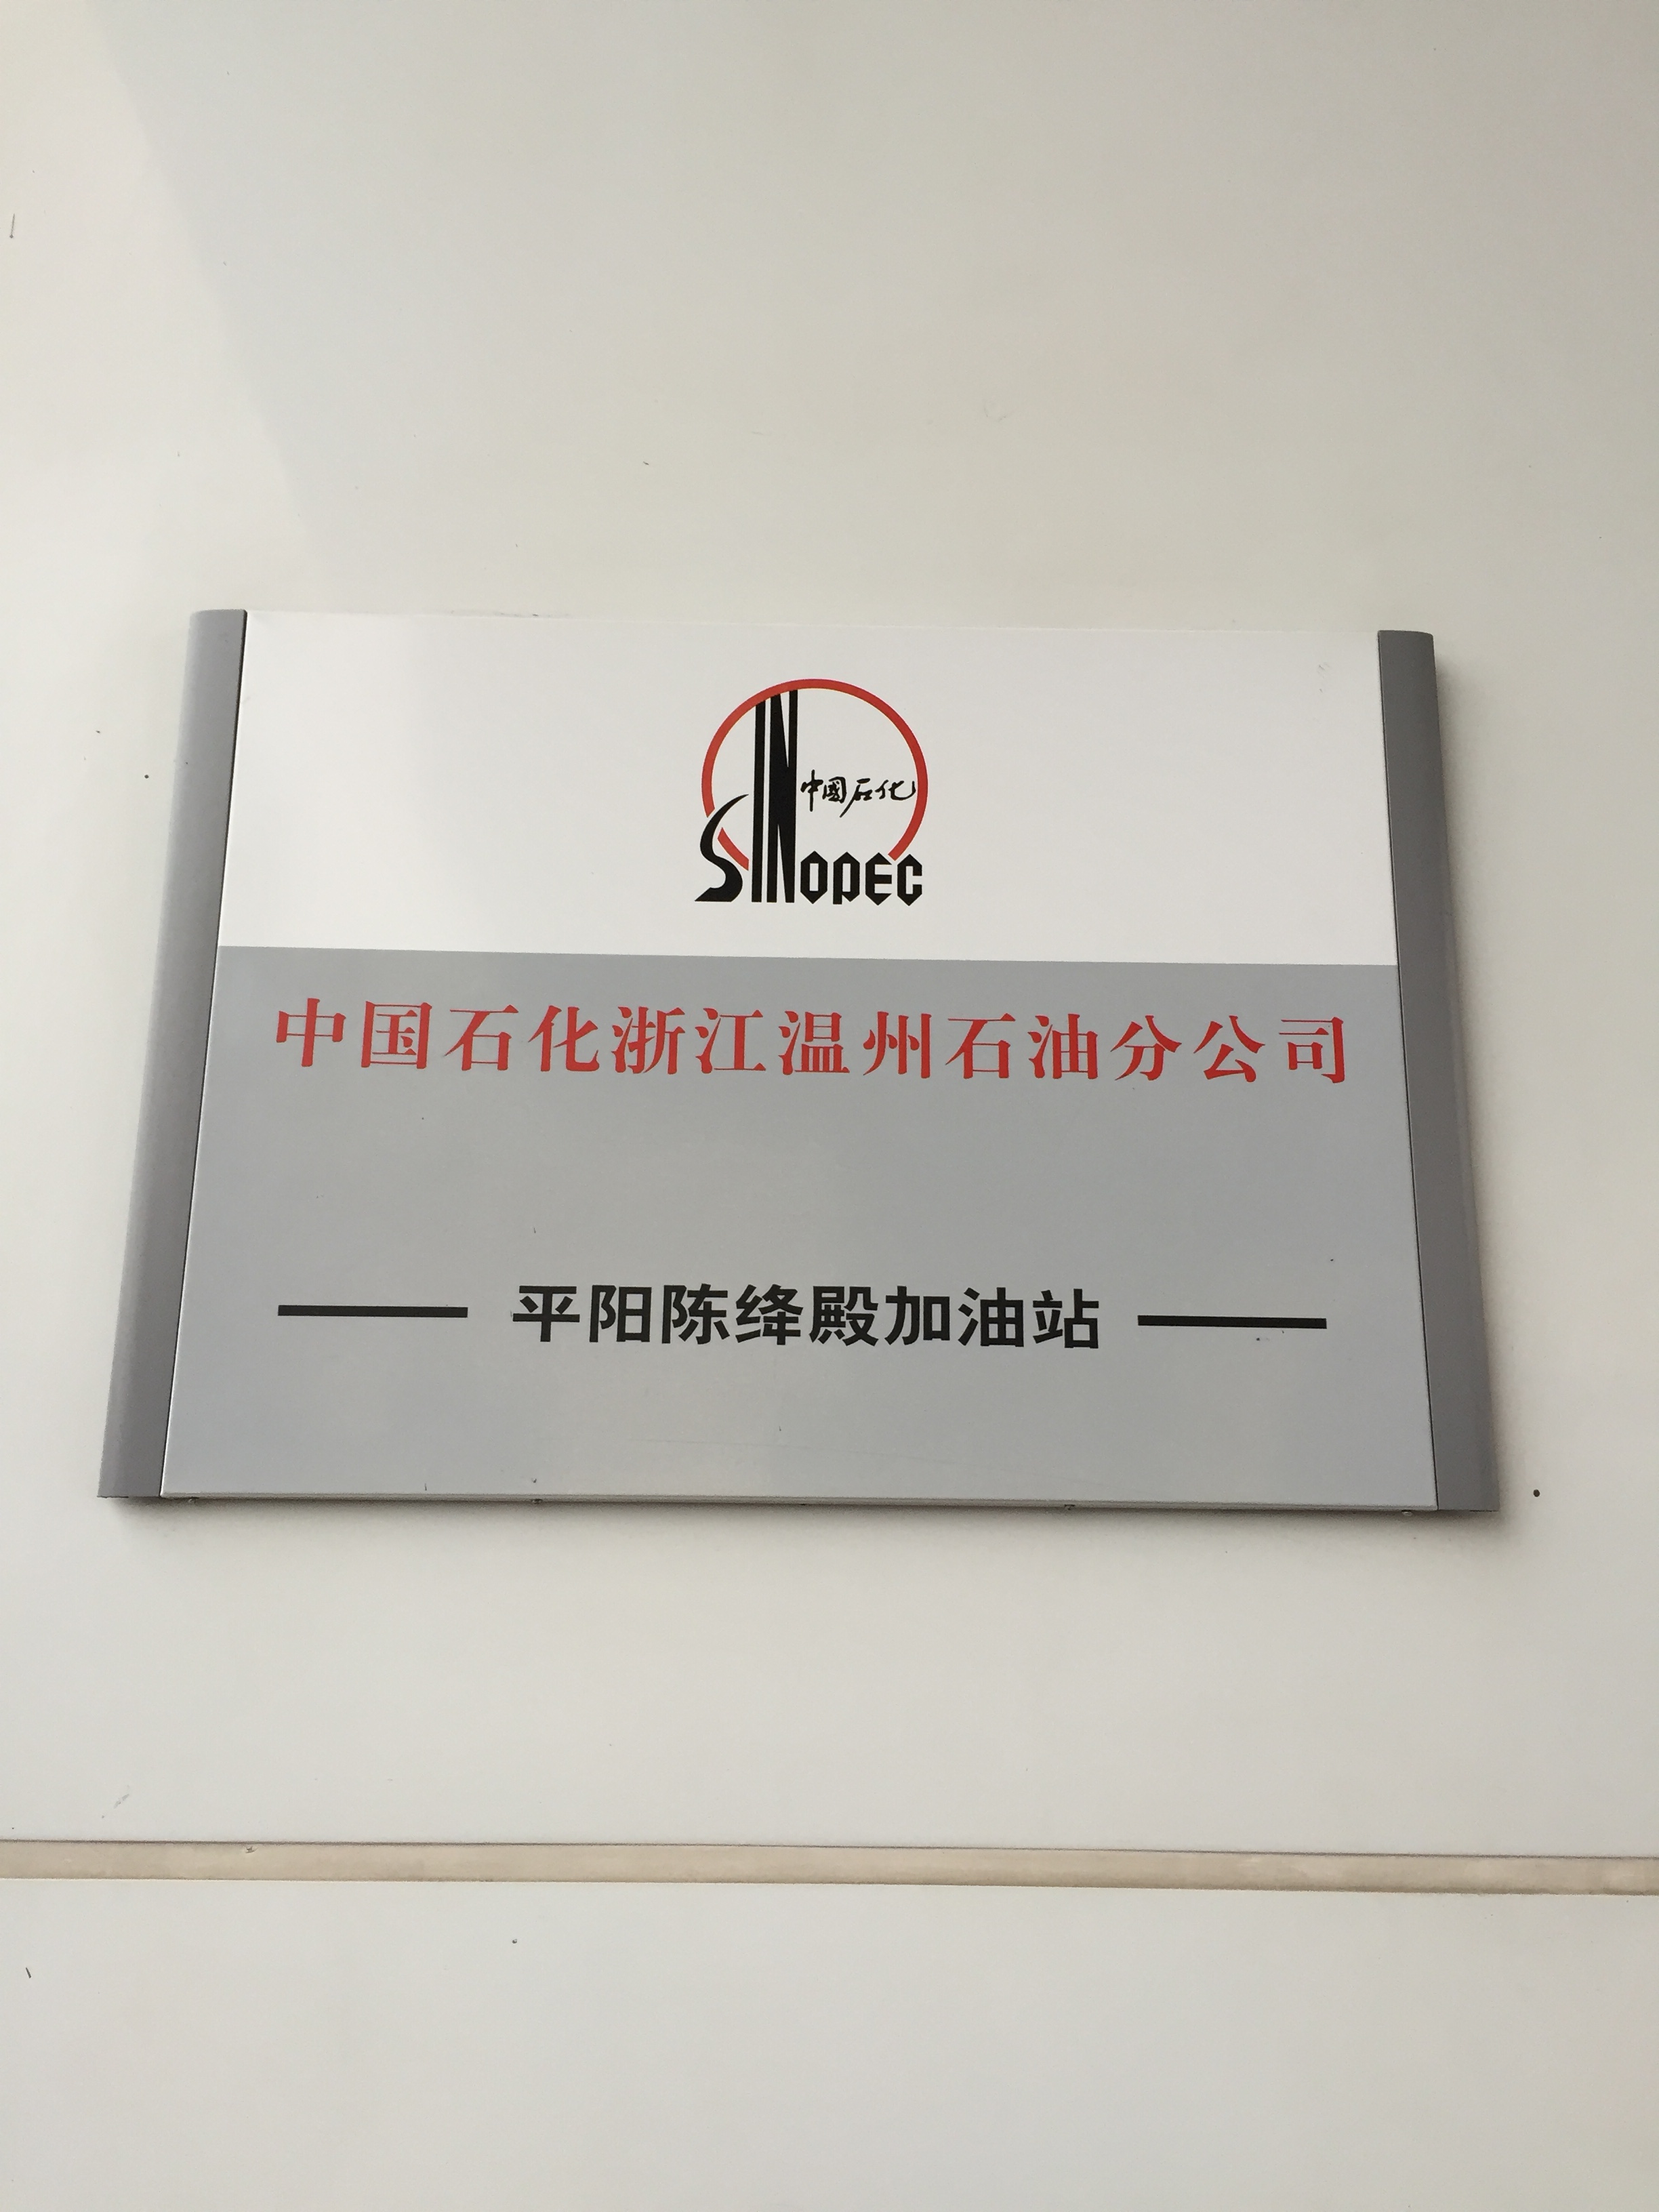 中國石化
SINOPEC
中国石化浙江温州石油分公司
平阳陈绛殿加油站